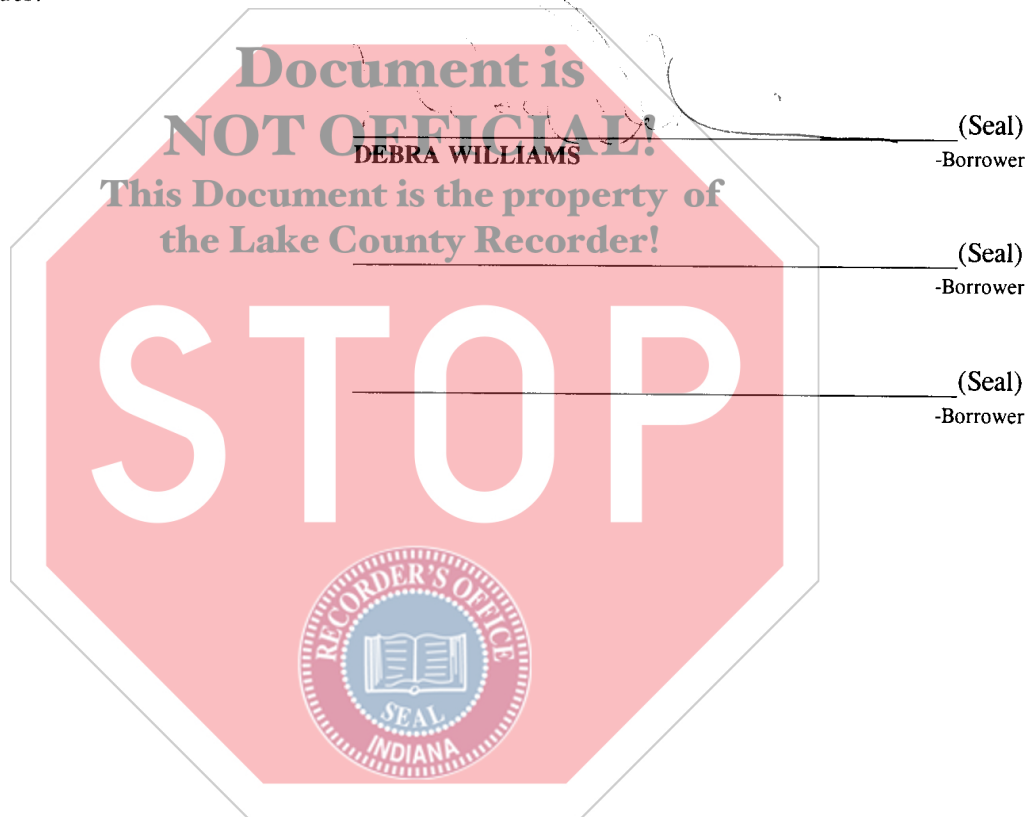 Document is
NOT OFFICIAL!
(Seal)
DEBRA WILLIAMS
-Borrower
This Document is the property of
the Lake County Recorder!
(Seal)
-Borrower
STOP
(Seal)
-Borrower
RECORDER'S OFFICE
SEAL
INDIANA